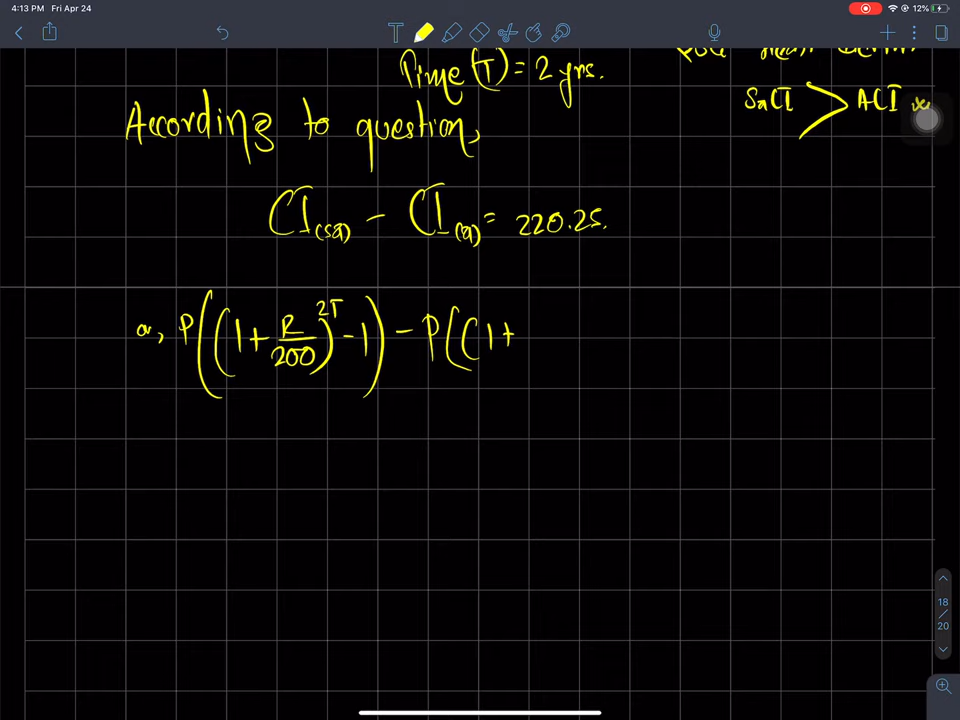 4:13 PM Fri Apr 24
12%
T
Time (T) = 2 yrs.
SaCI > ACI
According to question,
CI(sa) - CI(a) = 220.25.
or, P((1 + R/200)^2T - 1) - P((1 +
18
/
20